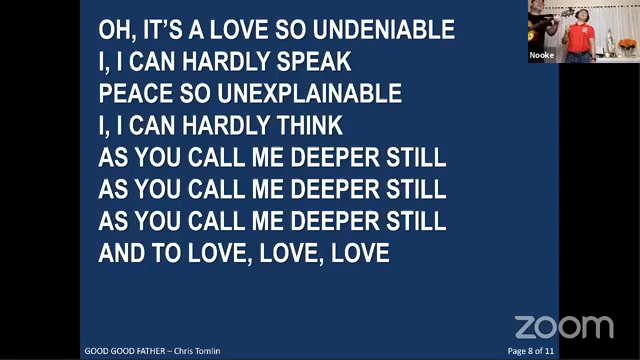 OH, IT'S A LOVE SO UNDENIABLE
I, I CAN HARDLY SPEAK
PEACE SO UNEXPLAINABLE
I, I CAN HARDLY THINK
AS YOU CALL ME DEEPER STILL
AS YOU CALL ME DEEPER STILL
AS YOU CALL ME DEEPER STILL
AND TO LOVE, LOVE, LOVE
Nooke
zoom
GOOD GOOD FATHER – Chris Tomlin
Page 8 of 11